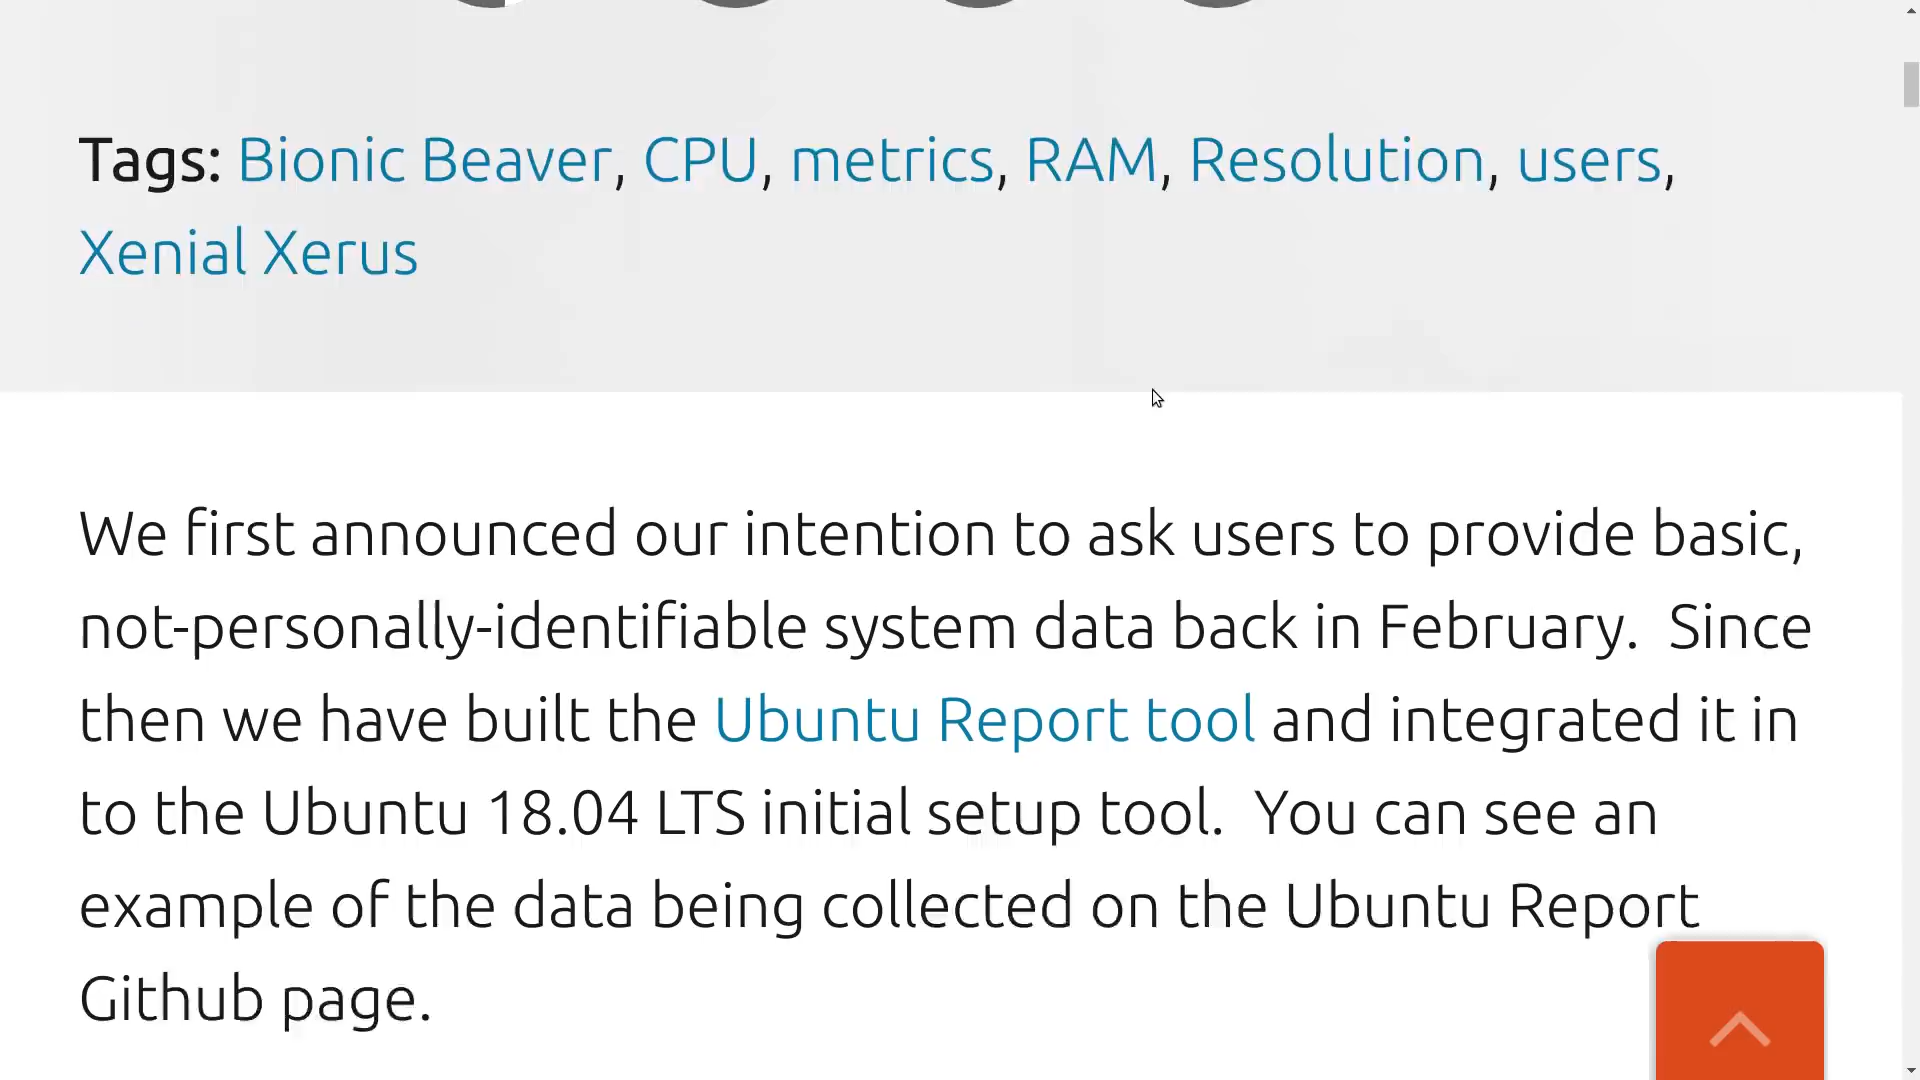 Tags: Bionic Beaver, CPU, metrics, RAM, Resolution, users,
Xenial Xerus
We first announced our intention to ask users to provide basic,
not-personally-identifiable system data back in February.  Since
then we have built the Ubuntu Report tool and integrated it in
to the Ubuntu 18.04 LTS initial setup tool.  You can see an
example of the data being collected on the Ubuntu Report
Github page.